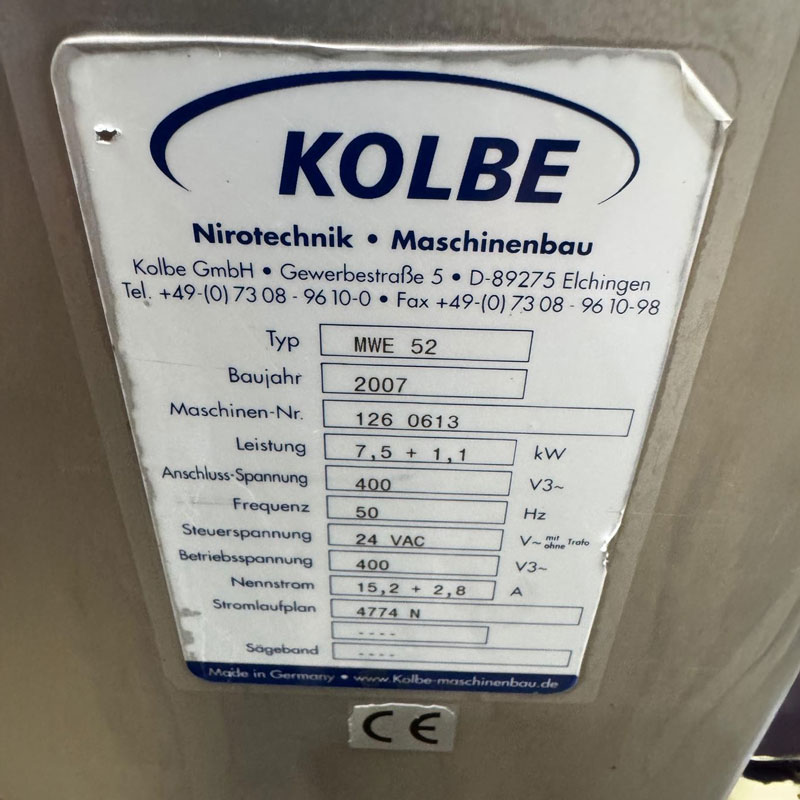 KOLBE
Nirotechnik • Maschinenbau
Kolbe GmbH • Gewerbestraße 5 • D-89275 Elchingen
Tel. +49-(0) 73 08 - 96 10-0 • Fax +49-(0) 73 08 - 96 10-98
Typ MWE 52
Baujahr 2007
Maschinen-Nr. 126 0613
Leistung 7,5 + 1,1 kW
Anschluss-Spannung 400 V3~
Frequenz 50 Hz
Steuerspannung 24 VAC V~ mit ohne Trafo
Betriebsspannung 400 V3~
Nennstrom 15,2 + 2,8 A
Stromlaufplan 4774 N
----
Sägeband ----
Made in Germany • www.Kolbe-maschinenbau.de
CE